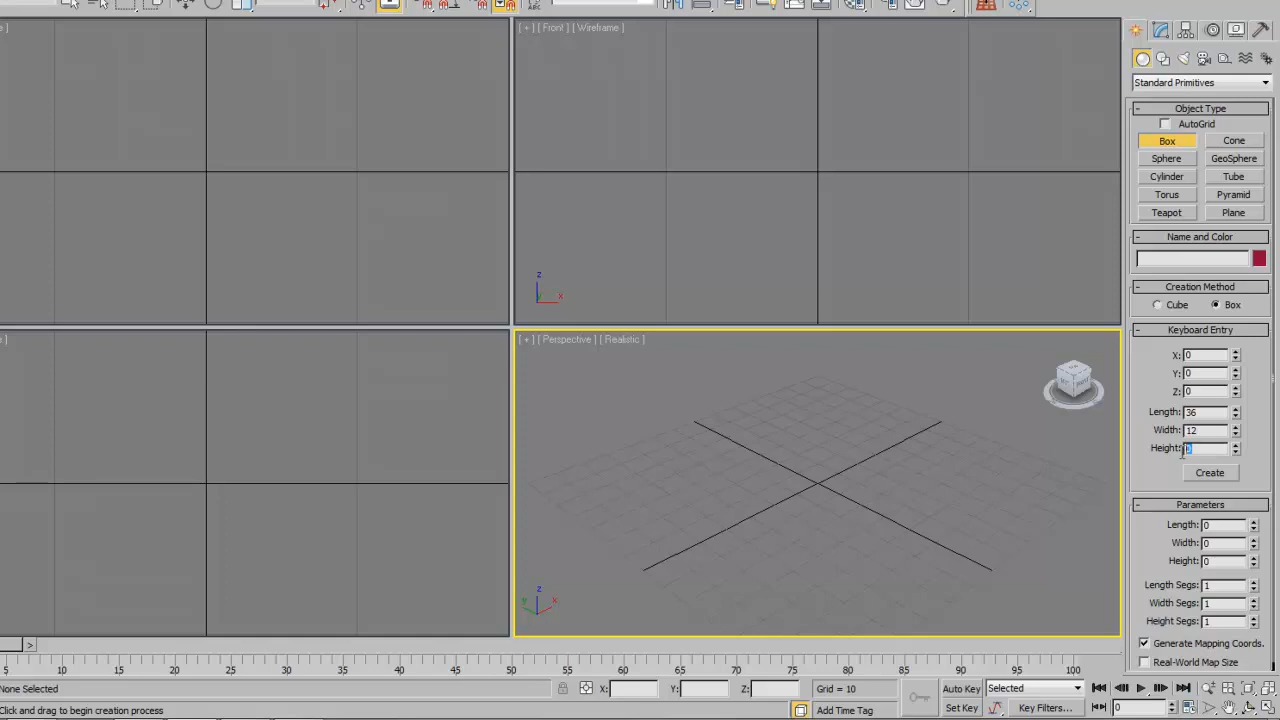 [ + ] [ Front ] [ Wireframe ]
Standard Primitives
- Object Type
AutoGrid
Box Cone
Sphere GeoSphere
Cylinder Tube
Torus Pyramid
Teapot Plane
- Name and Color
- Creation Method
Cube Box
- Keyboard Entry
X: 0
Y: 0
Z: 0
Length: 36
Width: 12
Height:
Create
- Parameters
Length: 0
Width: 0
Height: 0
Length Segs: 1
Width Segs: 1
Height Segs: 1
Generate Mapping Coords.
Real-World Map Size
[ + ] [ Perspective ] [ Realistic ]
z
x
z
y
x
>
5 10 15 20 25 30 35 40 45 50 55 60 65 70 75 80 85 90 95 100
None Selected X: Y: Z: Grid = 10 Auto Key Selected
Click and drag to begin creation process Add Time Tag Set Key Key Filters... 0